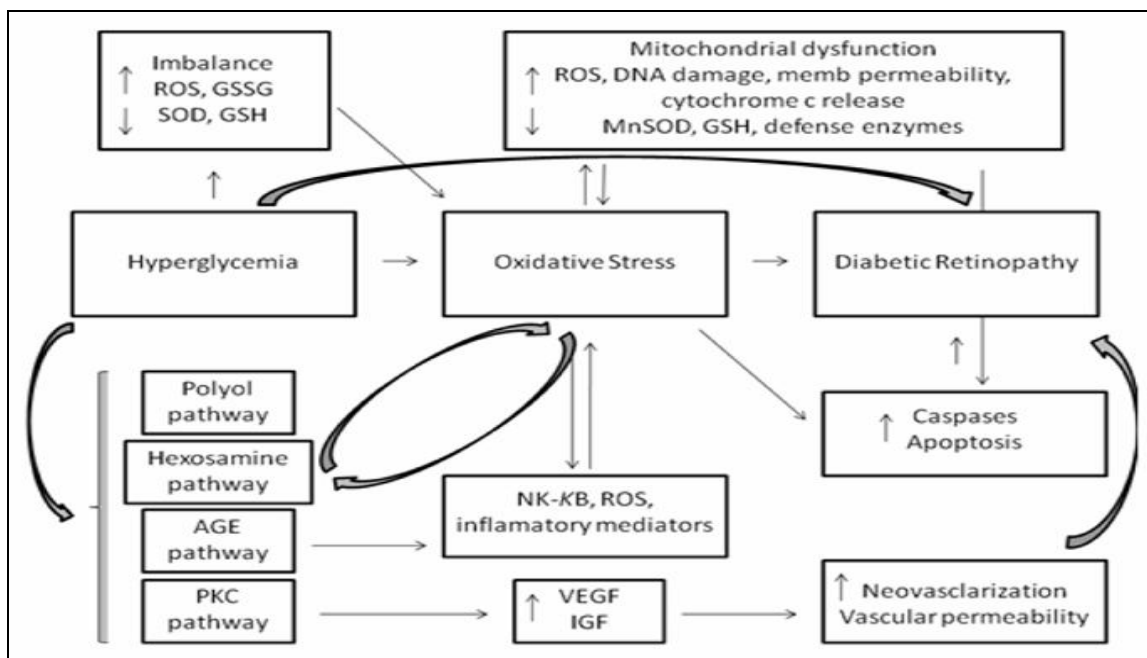 Imbalance
↑ ROS, GSSG
↓ SOD, GSH
Mitochondrial dysfunction
↑ ROS, DNA damage, memb permeability,
cytochrome c release
↓ MnSOD, GSH, defense enzymes
Hyperglycemia
Oxidative Stress
Diabetic Retinopathy
Polyol
pathway
Hexosamine
pathway
AGE
pathway
PKC
pathway
NK-KB, ROS,
inflamatory mediators
↑ VEGF
IGF
↑ Caspases
Apoptosis
↑ Neovasclarization
Vascular permeability